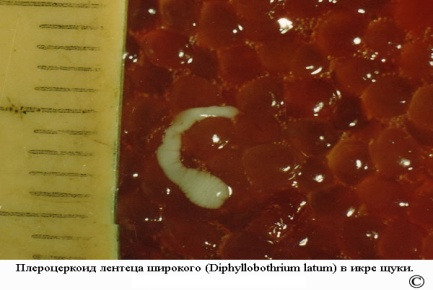 Плероцеркоид лентеца широкого (Diphyllobothrium latum) в икре щуки.
©